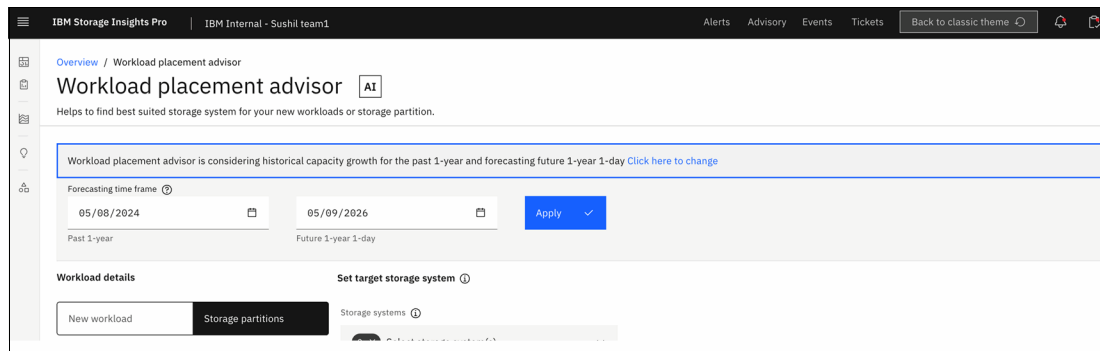 IBM Storage Insights Pro
IBM Internal - Sushil team1
Alerts Advisory Events Tickets Back to classic theme
Overview / Workload placement advisor
Workload placement advisor AI
Helps to find best suited storage system for your new workloads or storage partition.
Workload placement advisor is considering historical capacity growth for the past 1-year and forecasting future 1-year 1-day Click here to change
Forecasting time frame
05/08/2024 05/09/2026 Apply
Past 1-year Future 1-year 1-day
Workload details Set target storage system
Storage systems
New workload Storage partitions